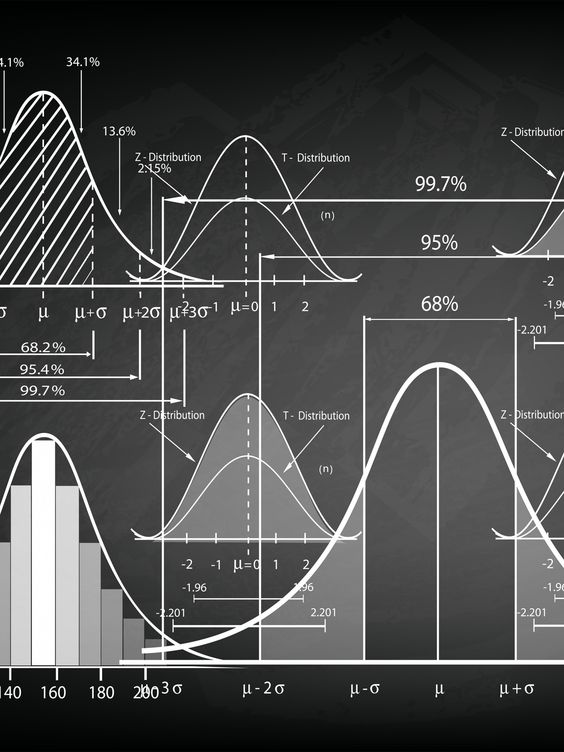 4.1%
34.1%
13.6%
Z - Distribution
2.15%
T - Distribution
(n)
Z - Distribution
99.7%
95%
68%
-2
-1.96
-2.201
σ
μ
μ+σ
μ+2σ
μ+3σ
-2
-1
μ=0
1
2
68.2%
95.4%
99.7%
Z - Distribution
T - Distribution
(n)
Z - Distribution
-2
-1
μ=0
1
2
-2
-1.96
1.96
-1.96
-2.201
2.201
-2.201
140
160
180
200
μ-3σ
μ-2σ
μ-σ
μ
μ+σ